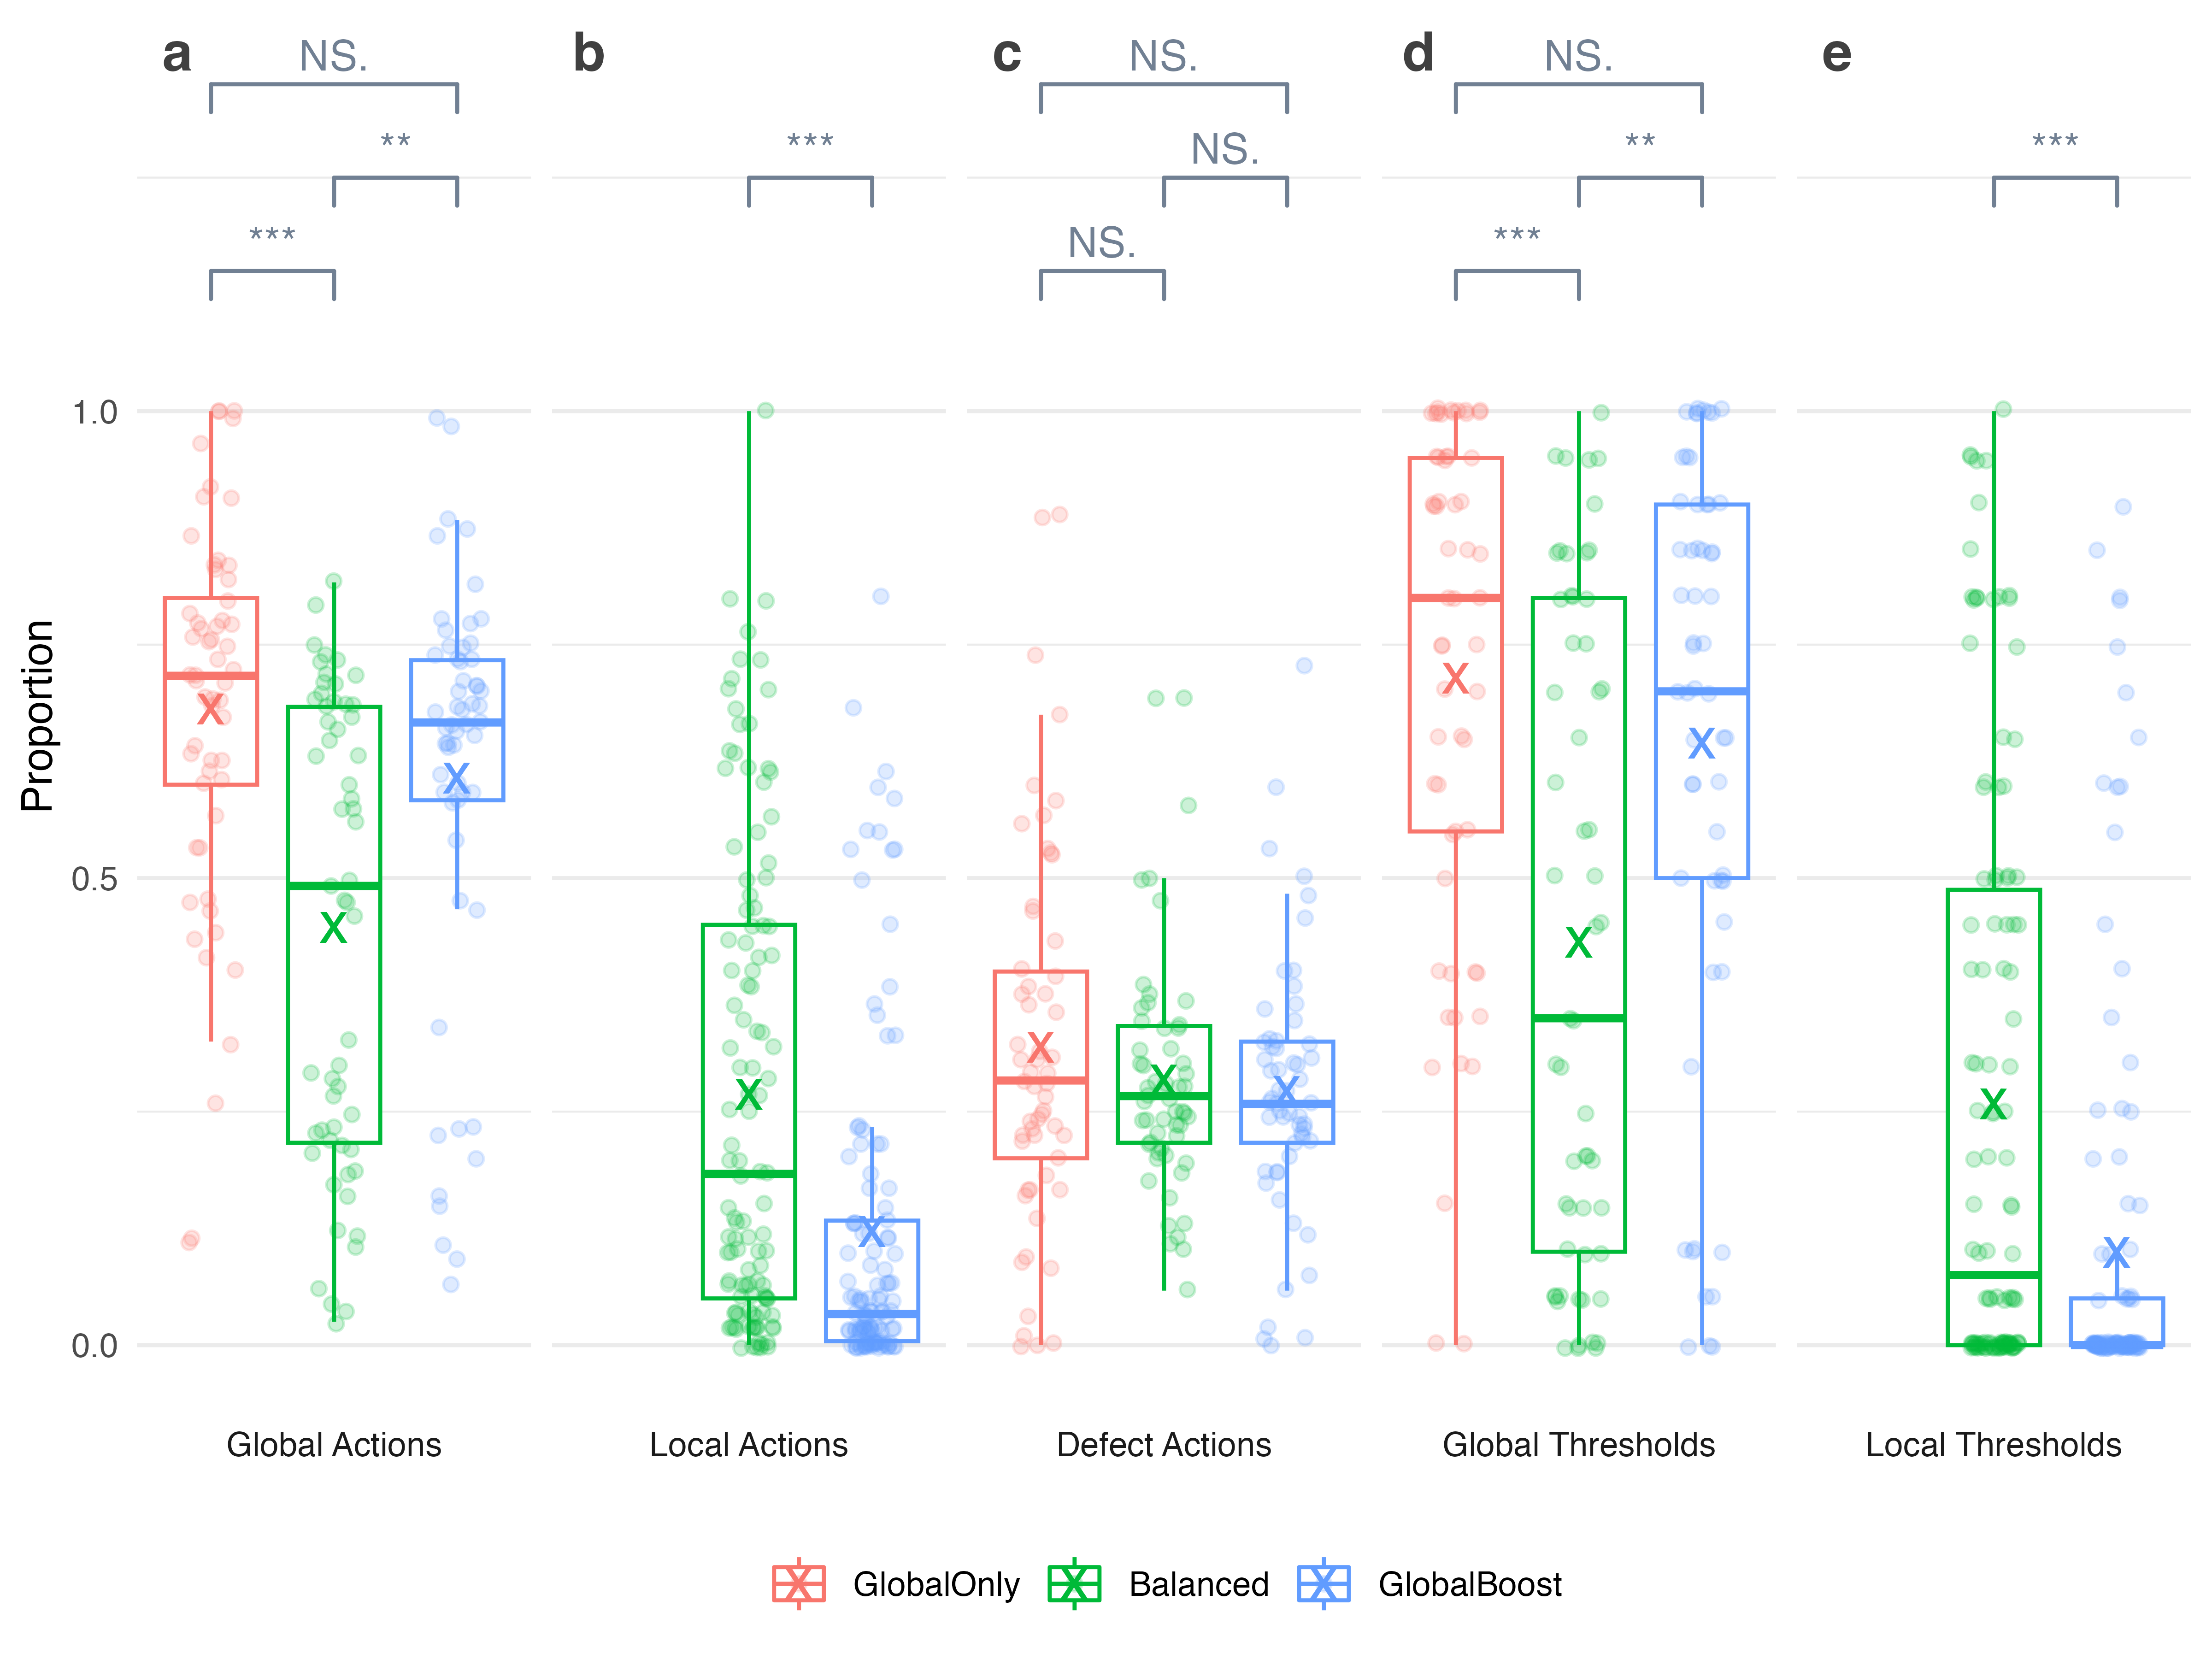 a
b
c
d
e
NS.
NS.
NS.
**
***
NS.
**
***
***
NS.
***
Proportion
1.0
0.5
0.0
X
X
X
X
X
X
X
X
X
X
X
X
X
Global Actions
Local Actions
Defect Actions
Global Thresholds
Local Thresholds
GlobalOnly
Balanced
GlobalBoost